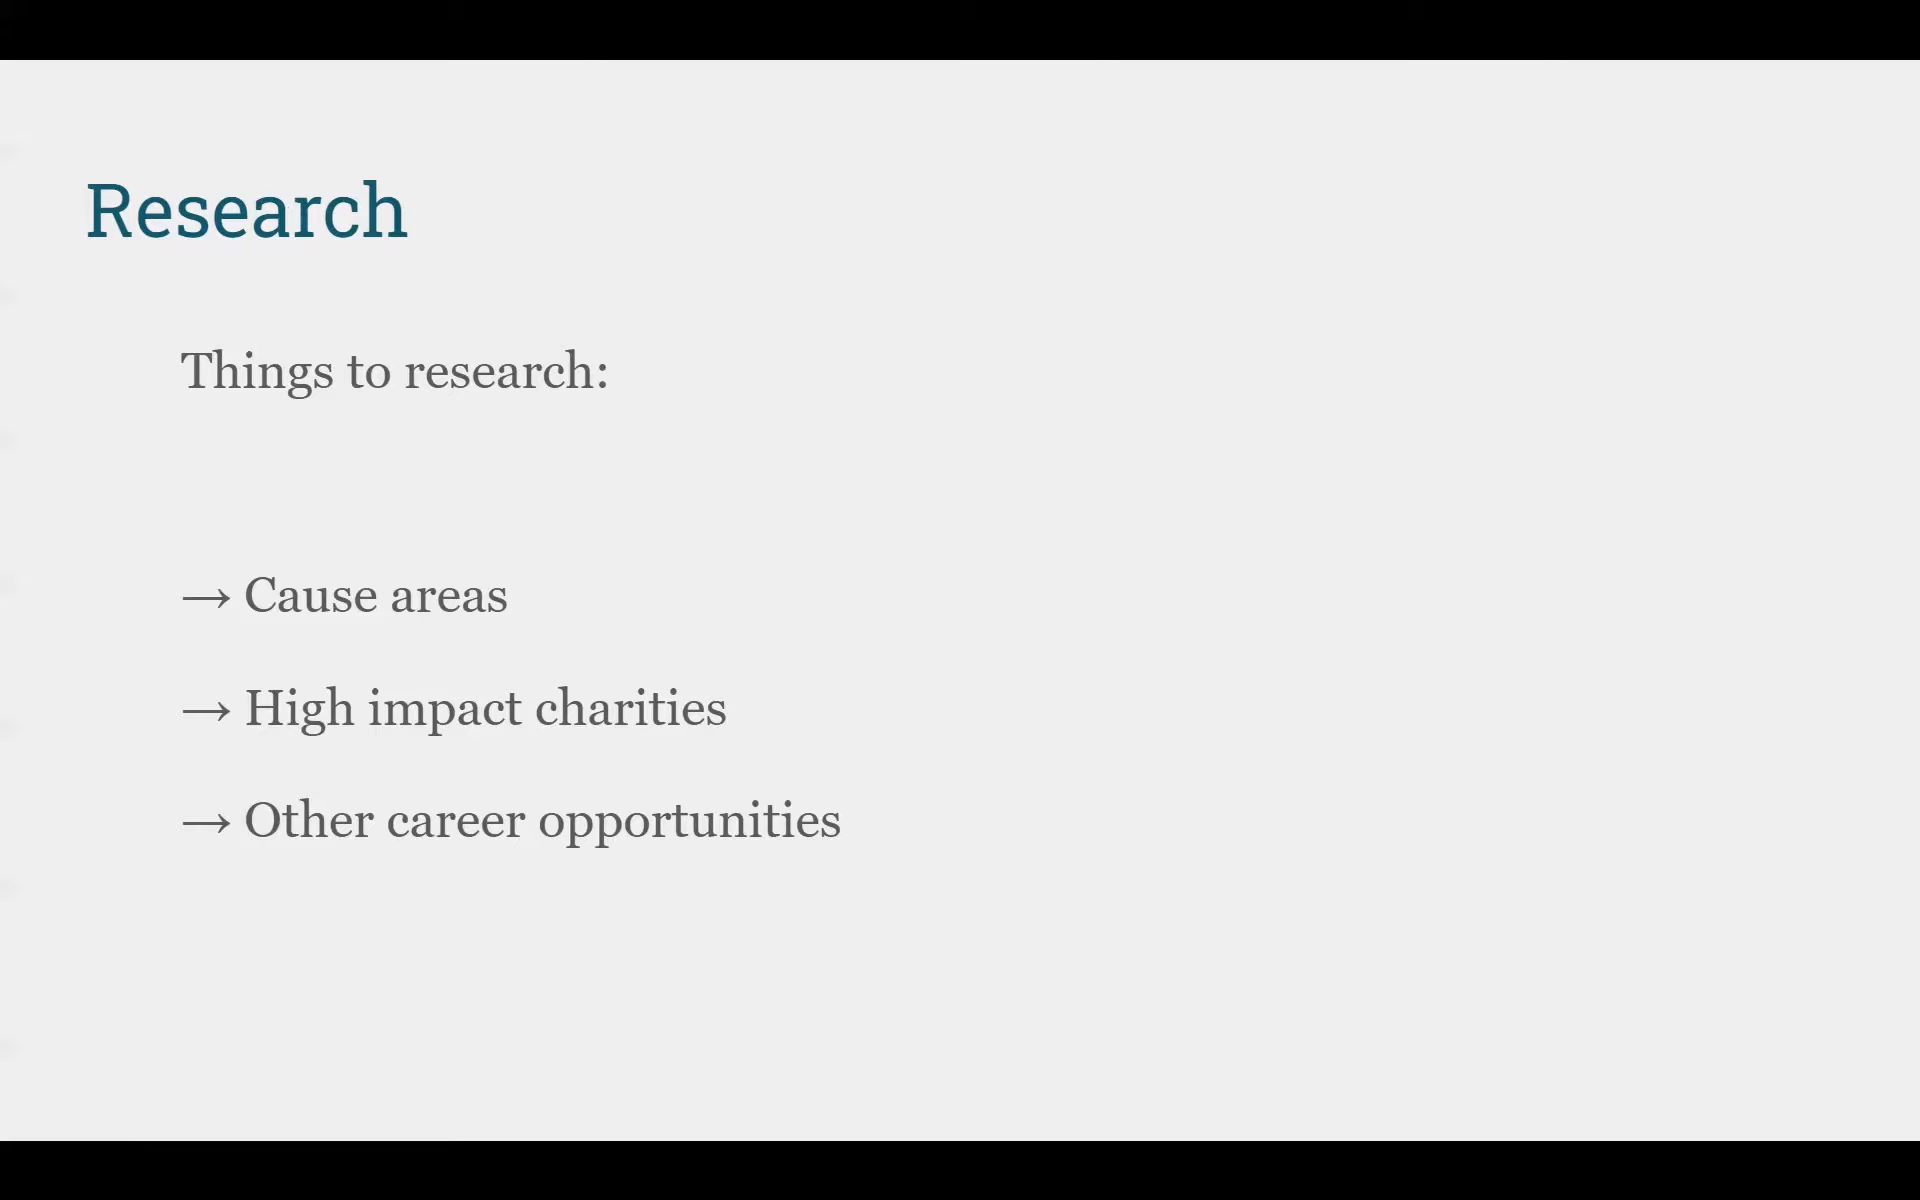 Research
Things to research:
→ Cause areas
→ High impact charities
→ Other career opportunities